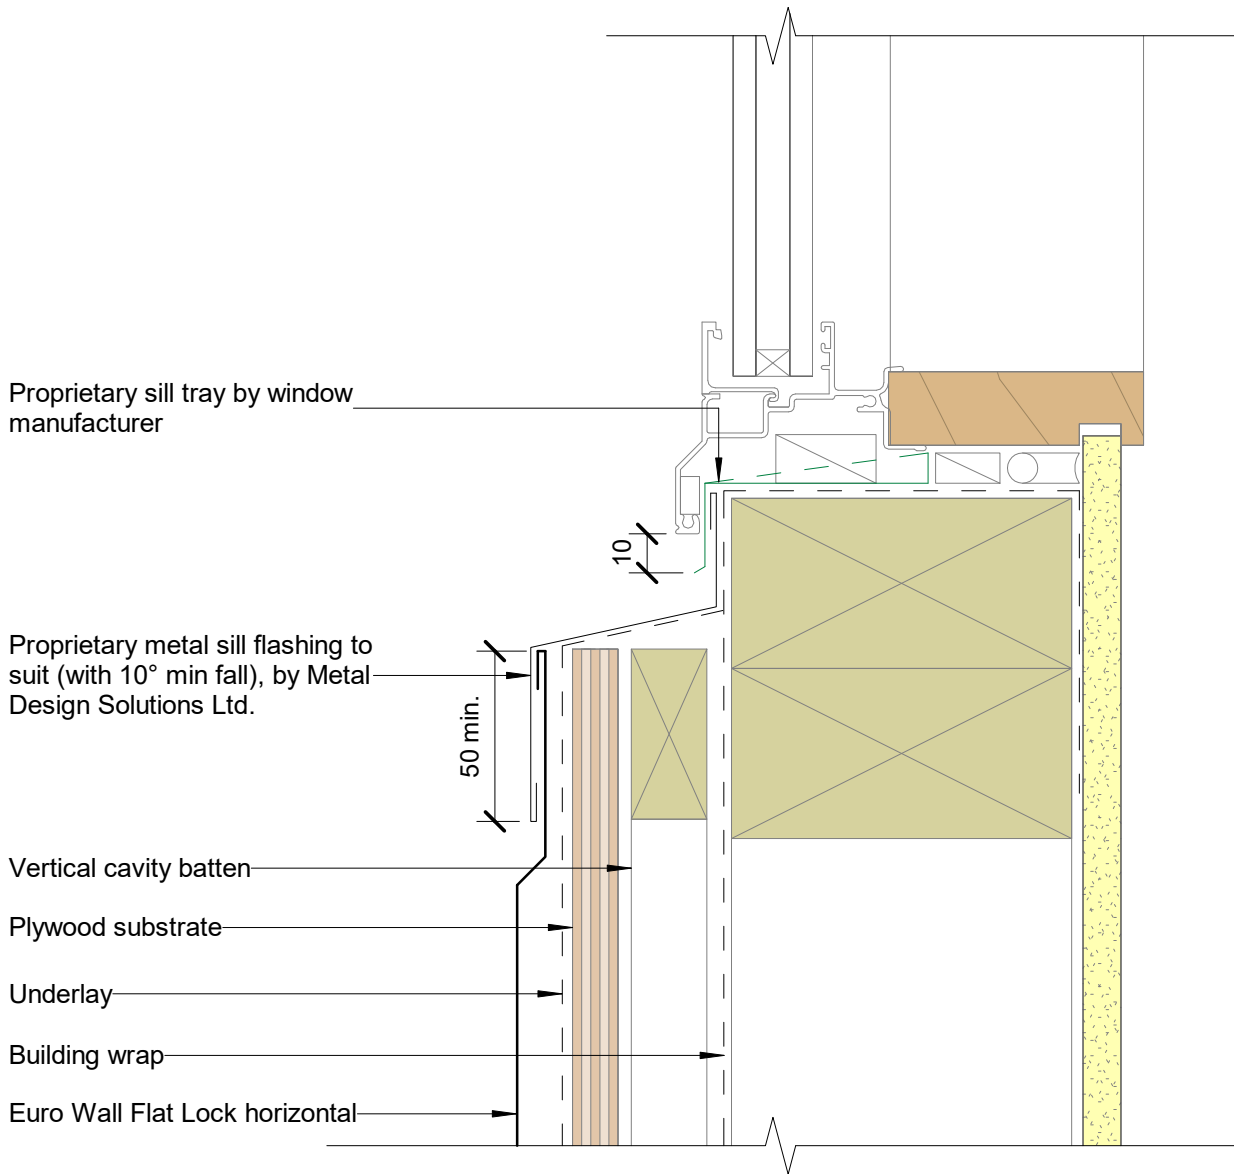 Proprietary sill tray by window
manufacturer
10
Proprietary metal sill flashing to
suit (with 10° min fall), by Metal
Design Solutions Ltd.
50 min.
Vertical cavity batten
Plywood substrate
Underlay
Building wrap
Euro Wall Flat Lock horizontal